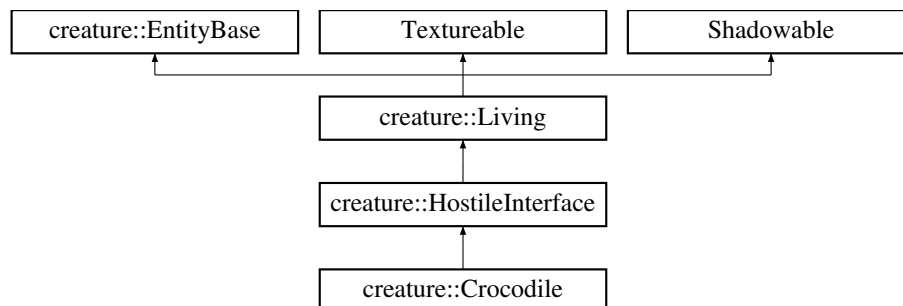 creature::EntityBase
Textureable
Shadowable
creature::Living
creature::HostileInterface
creature::Crocodile